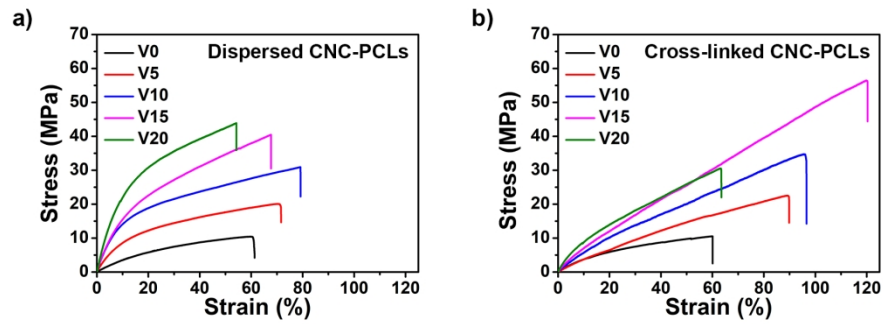 a)
Dispersed CNC-PCLs
V0
V5
V10
V15
V20
Stress (MPa)
70
60
50
40
30
20
10
0
0 20 40 60 80 100 120
Strain (%)
b)
Cross-linked CNC-PCLs
V0
V5
V10
V15
V20
Stress (MPa)
70
60
50
40
30
20
10
0
0 20 40 60 80 100 120
Strain (%)